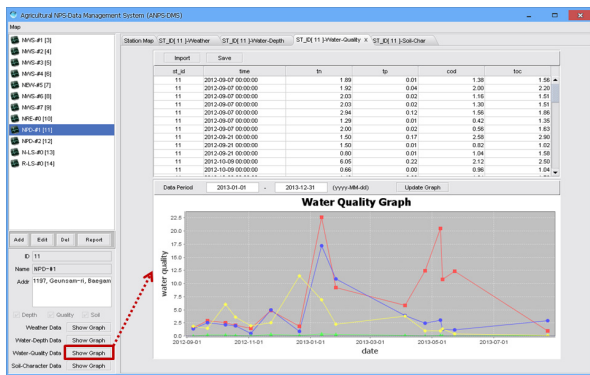 Agricultural NPS-Data Management System (ANPS-DMS)
Map
NWS-#1 [3]
NWS-#2 [4]
NWS-#3 [5]
NWS-#4 [6]
NEW-#5 [7]
NWS-#6 [8]
NWS-#7 [9]
NRE-#0 [10]
NPD-#1 [11]
NPD-#2 [12]
N-LS-#0 [13]
R-LS-#0 [14]
Add Edit Del Report
ID 11
Name NPD-#1
Addr 1197, Geunsam-ri, Baegam
Depth Quality Soil
Weather Data Show Graph
Water-Depth Data Show Graph
Water-Quality Data Show Graph
Soil-Character Data Show Graph
Station Map ST_ID[ 11 ]-Weather ST_ID[ 11 ]-Water-Depth ST_ID[ 11 ]-Water-Quality X ST_ID[ 11 ]-Soil-Char
Import Save
st_id time tn tp cod toc
11 2012-09-07 00:00:00 1.89 0.01 1.38 1.56
11 2012-09-07 00:00:00 1.92 0.04 2.00 2.20
11 2012-09-07 00:00:00 2.03 0.02 1.16 1.51
11 2012-09-07 00:00:00 2.03 0.02 1.30 1.51
11 2012-09-07 00:00:00 2.94 0.12 1.56 1.86
11 2012-09-07 00:00:00 1.29 0.01 0.42 1.35
11 2012-09-07 00:00:00 2.00 0.02 0.56 1.63
11 2012-09-21 00:00:00 1.50 0.17 2.58 2.90
11 2012-09-21 00:00:00 1.50 0.01 0.82 1.02
11 2012-09-21 00:00:00 0.80 0.01 1.04 1.58
11 2012-10-09 00:00:00 6.05 0.22 2.12 2.50
11 2012-10-09 00:00:00 0.66 0.00 0.96 1.04
Data Period 2013-01-01 - 2013-12-31 (yyyy-MM-dd) Update Graph
Water Quality Graph
water quality
22.5
20.0
17.5
15.0
12.5
10.0
7.5
5.0
2.5
0.0
2012-09-01 2012-11-01 2013-01-01 2013-03-01 2013-05-01 2013-07-01
date